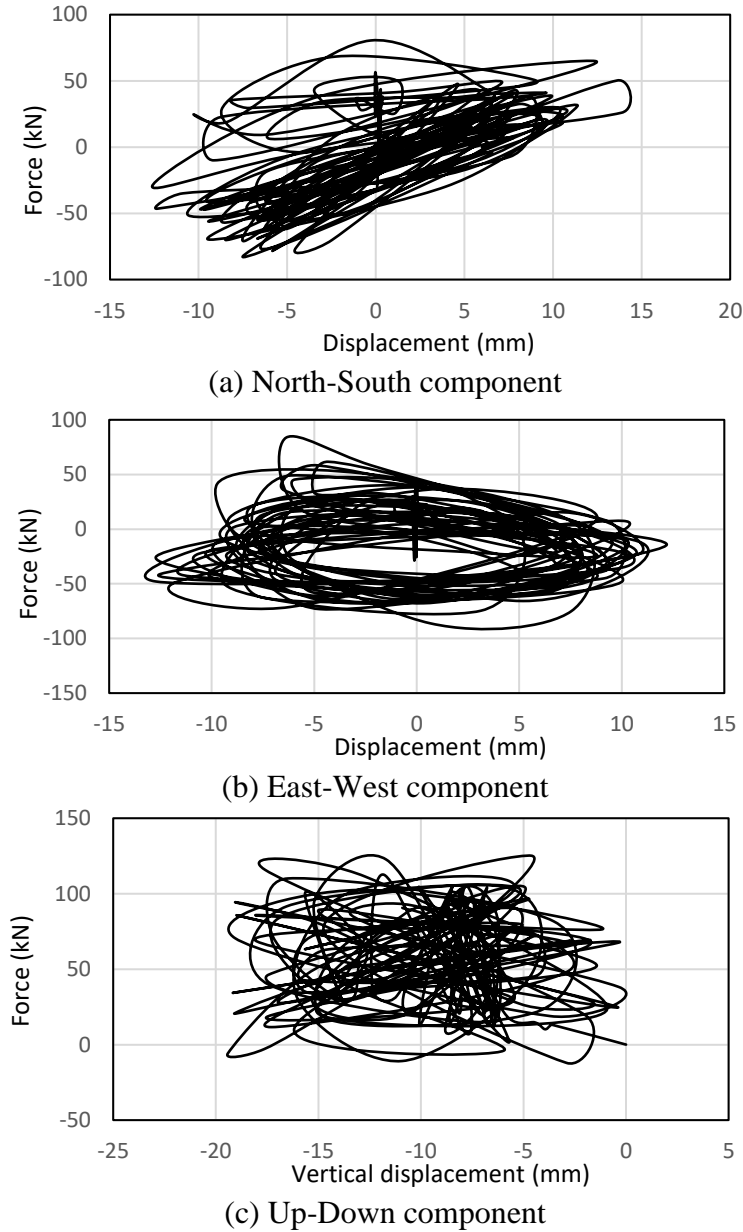 100
50
0
-50
-100
Force (kN)
-15 -10 -5 0 5 10 15 20
Displacement (mm)
(a) North-South component
100
50
0
-50
-100
-150
Force (kN)
-15 -10 -5 0 5 10 15
Displacement (mm)
(b) East-West component
150
100
50
0
-50
Force (kN)
-25 -20 -15 -10 -5 0 5
Vertical displacement (mm)
(c) Up-Down component